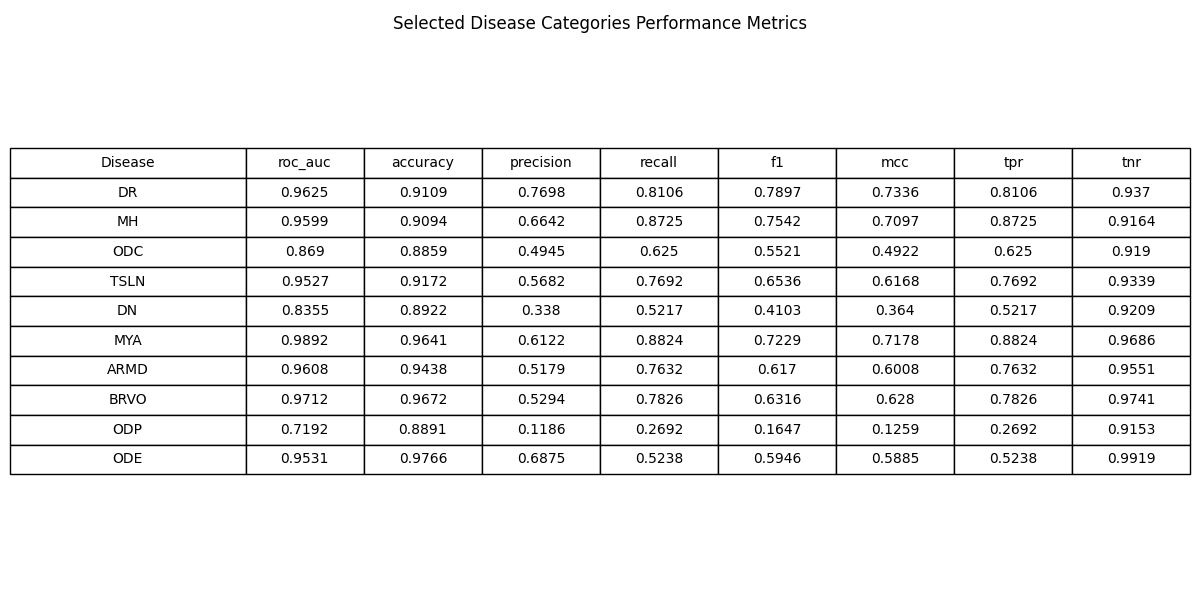 Selected Disease Categories Performance Metrics
Disease roc_auc accuracy precision recall f1 mcc tpr tnr
DR 0.9625 0.9109 0.7698 0.8106 0.7897 0.7336 0.8106 0.937
MH 0.9599 0.9094 0.6642 0.8725 0.7542 0.7097 0.8725 0.9164
ODC 0.869 0.8859 0.4945 0.625 0.5521 0.4922 0.625 0.919
TSLN 0.9527 0.9172 0.5682 0.7692 0.6536 0.6168 0.7692 0.9339
DN 0.8355 0.8922 0.338 0.5217 0.4103 0.364 0.5217 0.9209
MYA 0.9892 0.9641 0.6122 0.8824 0.7229 0.7178 0.8824 0.9686
ARMD 0.9608 0.9438 0.5179 0.7632 0.617 0.6008 0.7632 0.9551
BRVO 0.9712 0.9672 0.5294 0.7826 0.6316 0.628 0.7826 0.9741
ODP 0.7192 0.8891 0.1186 0.2692 0.1647 0.1259 0.2692 0.9153
ODE 0.9531 0.9766 0.6875 0.5238 0.5946 0.5885 0.5238 0.9919